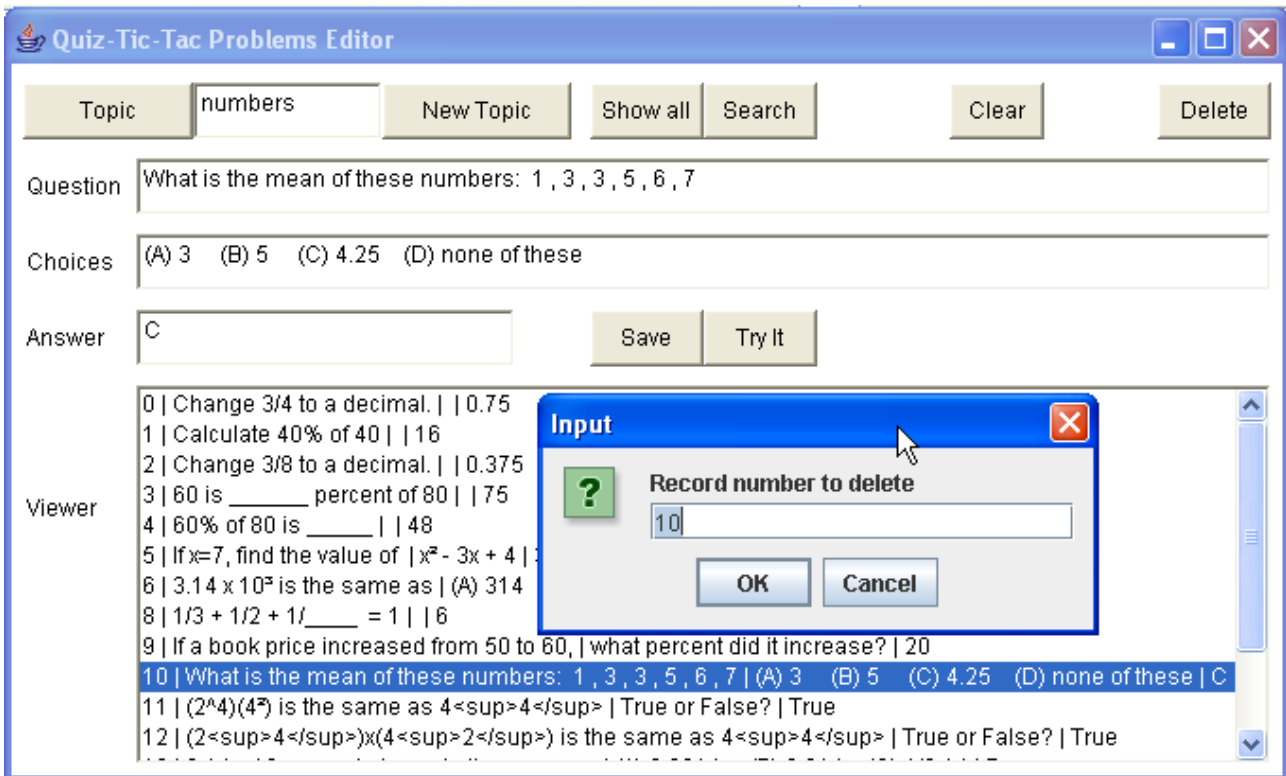 Quiz-Tic-Tac Problems Editor
Topic numbers New Topic Show all Search Clear Delete
Question What is the mean of these numbers: 1 , 3 , 3 , 5 , 6 , 7
Choices (A) 3 (B) 5 (C) 4.25 (D) none of these
Answer C Save Try It
Viewer
0 | Change 3/4 to a decimal. | | 0.75
1 | Calculate 40% of 40 | | 16
2 | Change 3/8 to a decimal. | | 0.375
3 | 60 is _______ percent of 80 | | 75
4 | 60% of 80 is ______ | | 48
5 | If x=7, find the value of | x² - 3x + 4 |
6 | 3.14 x 10³ is the same as | (A) 314
8 | 1/3 + 1/2 + 1/____ = 1 | | 6
9 | If a book price increased from 50 to 60, | what percent did it increase? | 20
10 | What is the mean of these numbers: 1 , 3 , 3 , 5 , 6 , 7 | (A) 3 (B) 5 (C) 4.25 (D) none of these | C
11 | (2^4)(4²) is the same as 4<sup>4</sup> | True or False? | True
12 | (2<sup>4</sup>)x(4<sup>2</sup>) is the same as 4<sup>4</sup> | True or False? | True
Input
Record number to delete
10
OK Cancel